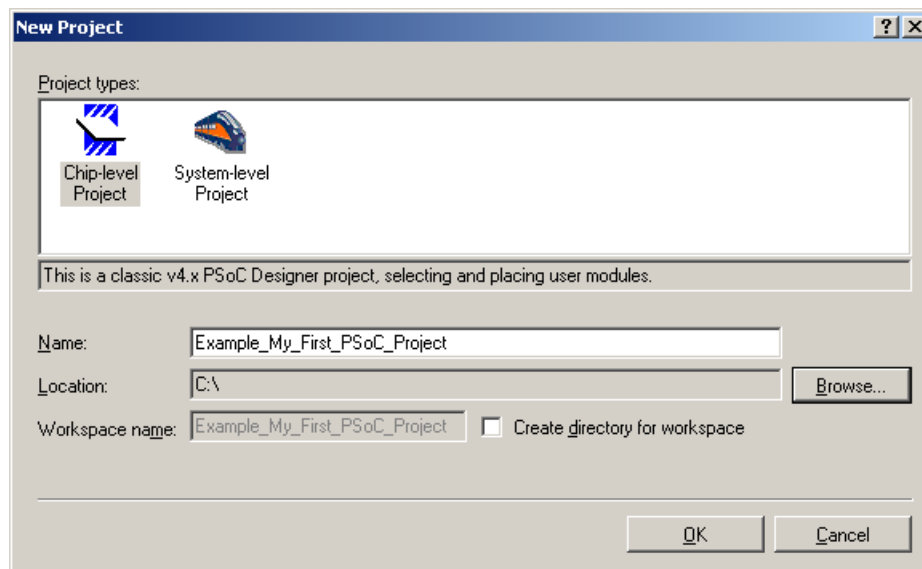 New Project
Project types:
Chip-level Project
System-level Project
This is a classic v4.x PSoC Designer project, selecting and placing user modules.
Name:
Example_My_First_PSoC_Project
Location:
C:\
Browse...
Workspace name:
Example_My_First_PSoC_Project
Create directory for workspace
OK
Cancel